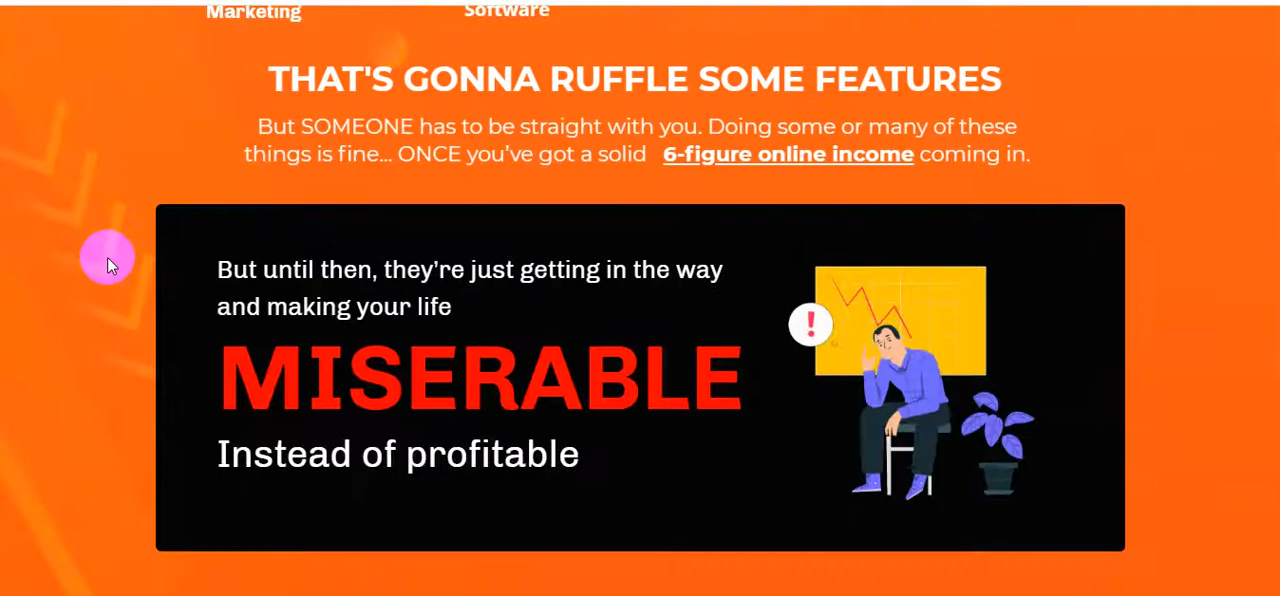 Marketing Software
THAT'S GONNA RUFFLE SOME FEATURES
But SOMEONE has to be straight with you. Doing some or many of these
things is fine... ONCE you've got a solid 6-figure online income coming in.
But until then, they're just getting in the way
and making your life
MISERABLE
Instead of profitable
!